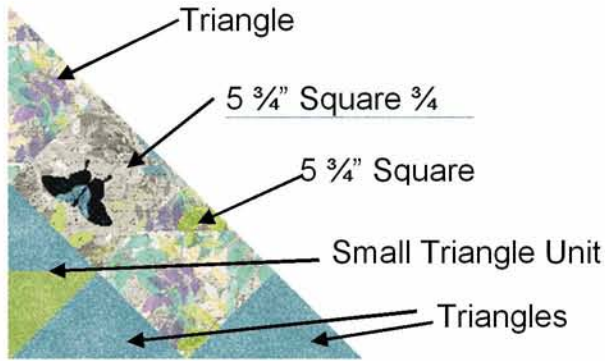 Triangle
5 ¾” Square ¾
5 ¾” Square
Small Triangle Unit
Triangles